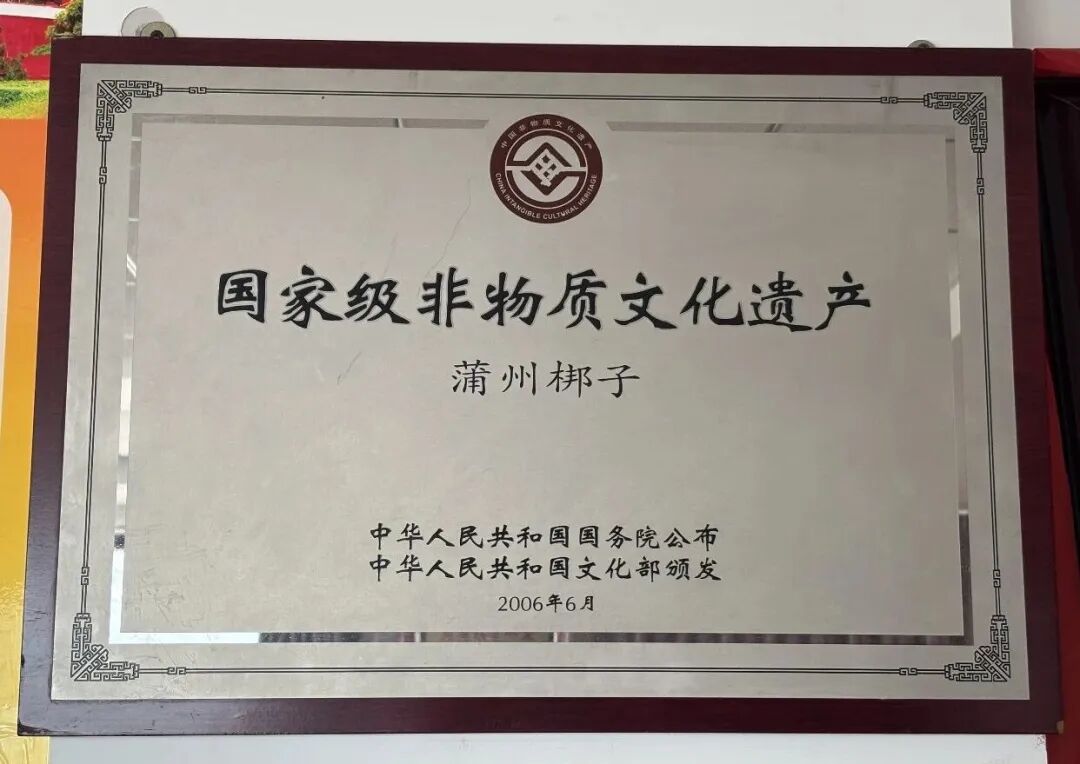 中国非物质文化遗产
CHINA INTANGIBLE CULTURAL HERITAGE
国家级非物质文化遗产
蒲州梆子
中华人民共和国国务院公布
中华人民共和国文化部颁发
2006年6月